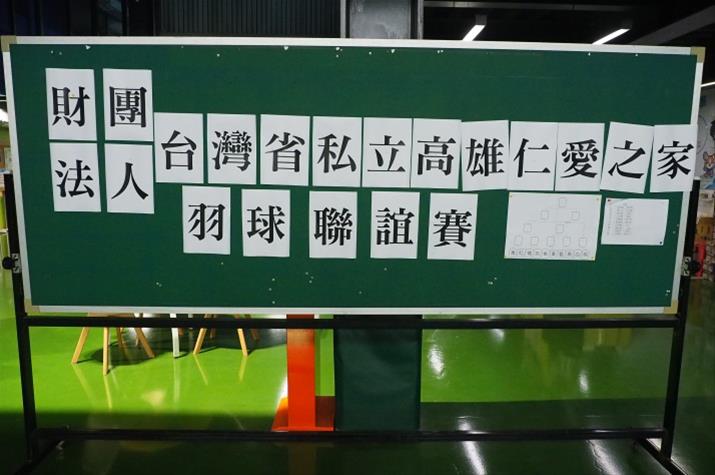 財團
法人
台灣省私立高雄仁愛之家
羽球聯誼賽